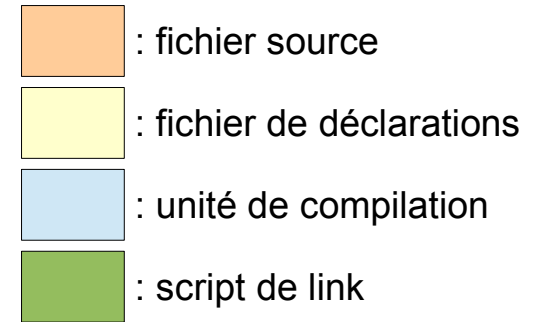 : fichier source
: fichier de déclarations
: unité de compilation
: script de link